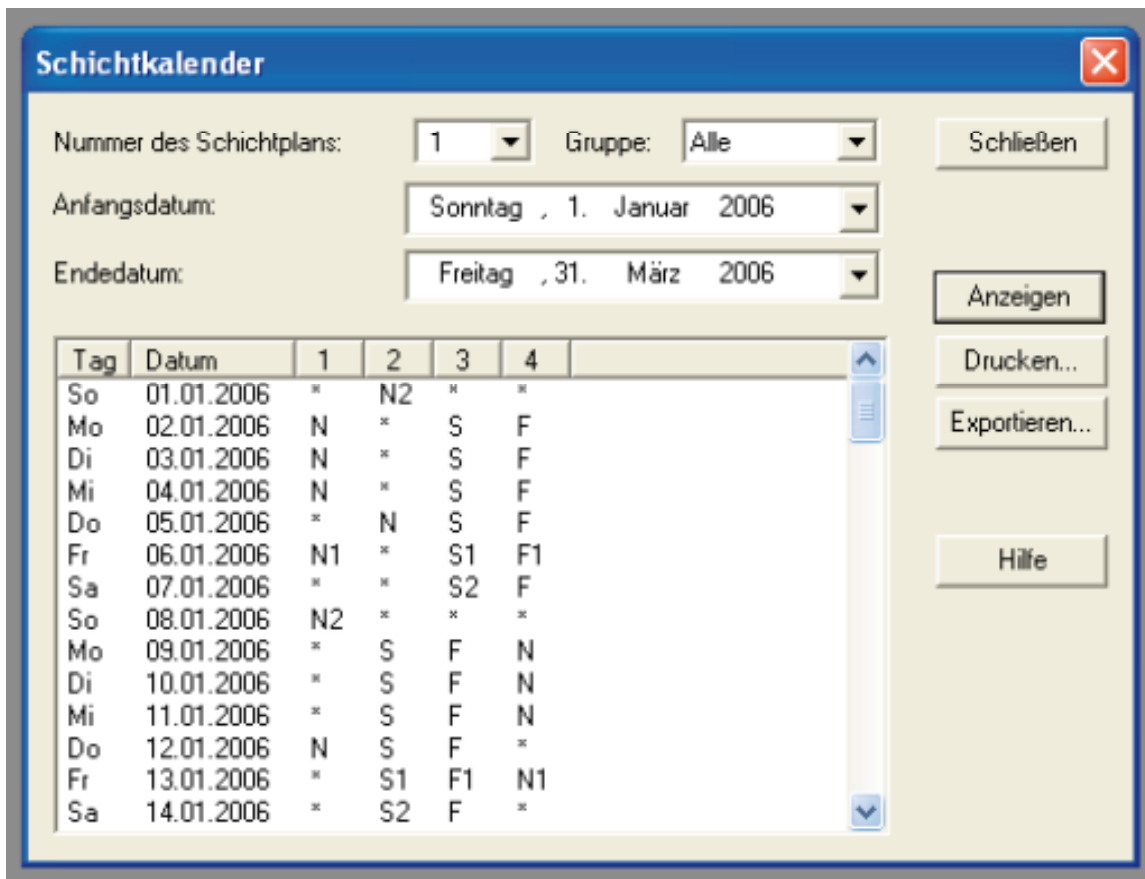 Schichtkalender
Nummer des Schichtplans: 1 Gruppe: Alle Schließen
Anfangsdatum: Sonntag , 1. Januar 2006
Endedatum: Freitag , 31. März 2006
Anzeigen
Drucken...
Exportieren...
Hilfe
Tag Datum 1 2 3 4
So 01.01.2006 * N2 * *
Mo 02.01.2006 N * S F
Di 03.01.2006 N * S F
Mi 04.01.2006 N * S F
Do 05.01.2006 * N S F
Fr 06.01.2006 N1 * S1 F1
Sa 07.01.2006 * * S2 F
So 08.01.2006 N2 * * *
Mo 09.01.2006 * S F N
Di 10.01.2006 * S F N
Mi 11.01.2006 * S F N
Do 12.01.2006 N S F *
Fr 13.01.2006 * S1 F1 N1
Sa 14.01.2006 * S2 F *